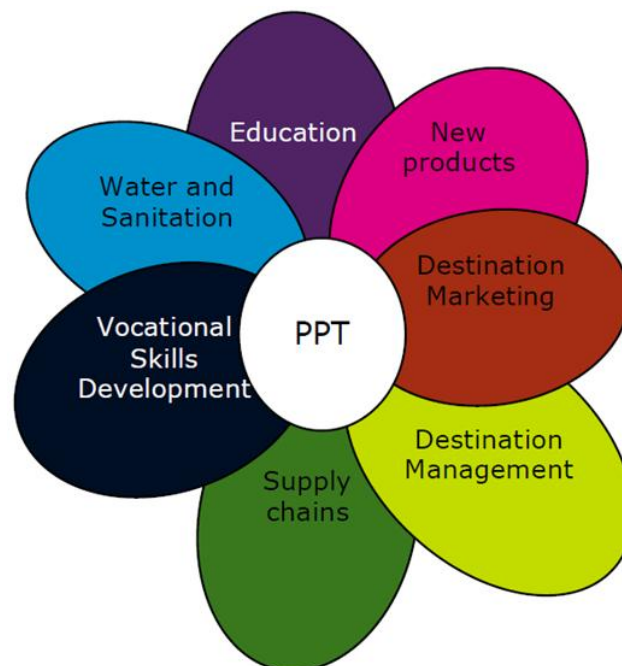 Education
New
products
Water and
Sanitation
Destination
Marketing
PPT
Vocational
Skills
Development
Destination
Management
Supply
chains